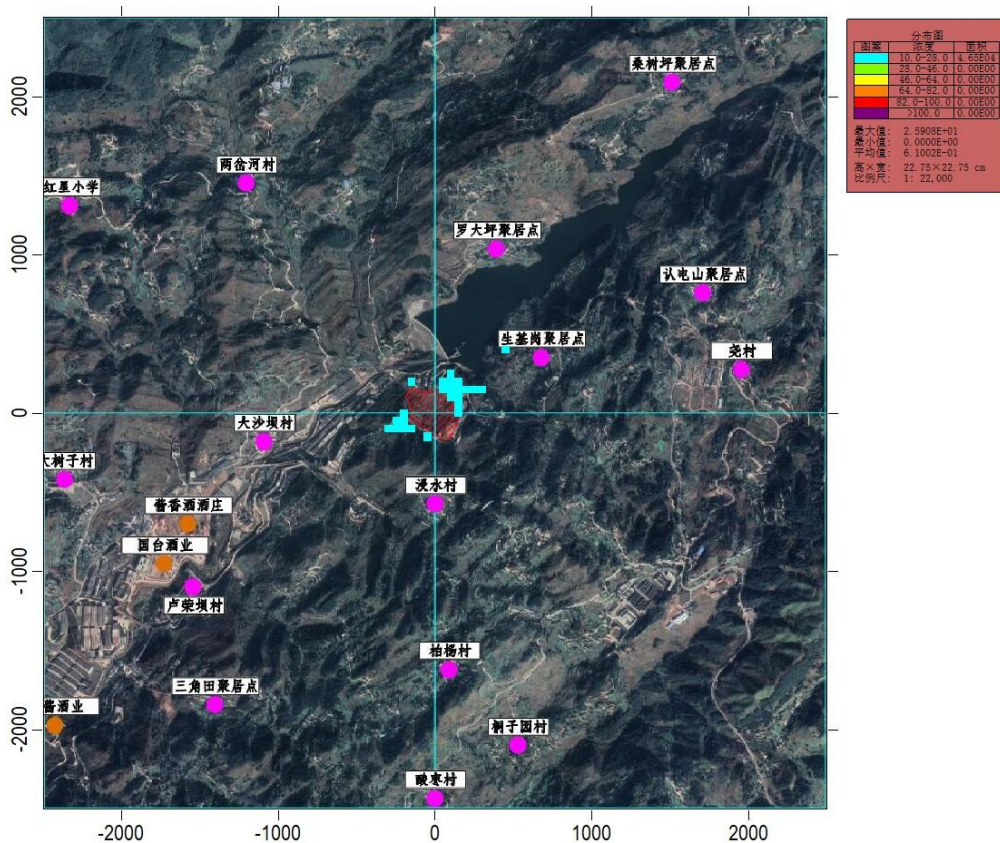 分布图
图案 浓度 面积
10.0-28.0 4.65E04
28.0-46.0 0.00E00
46.0-64.0 0.00E00
64.0-82.0 0.00E00
82.0-100.0 0.00E00
>100.0 0.00E00
最大值: 2.5908E+01
最小值: 0.0000E+00
平均值: 6.1002E-01
高×宽: 22.75×22.75 cm
比例尺: 1: 22,000
桑树坪聚居点
两岔河村
红星小学
罗大坪聚居点
认屯山聚居点
生基岗聚居点
尧村
大沙坝村
大树子村
浸水村
酱香酒酒庄
国台酒业
卢荣坝村
柏杨村
三角田聚居点
酱酒业
桐子园村
酸枣村
2000
1000
0
-1000
-2000
-2000 -1000 0 1000 2000